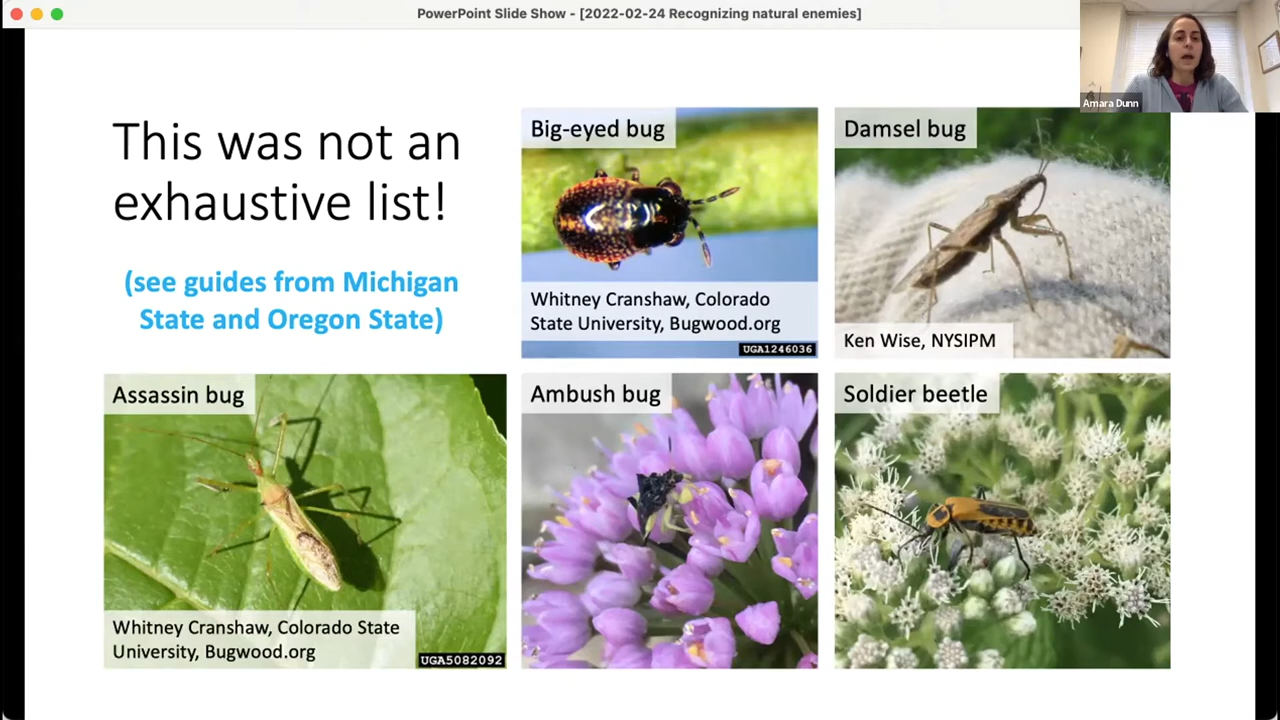 PowerPoint Slide Show - [2022-02-24 Recognizing natural enemies]
Amara Dunn
This was not an
exhaustive list!
(see guides from Michigan
State and Oregon State)
Big-eyed bug
Whitney Cranshaw, Colorado
State University, Bugwood.org
UGA1246036
Damsel bug
Ken Wise, NYSIPM
Assassin bug
Whitney Cranshaw, Colorado State
University, Bugwood.org
UGA5082092
Ambush bug
Soldier beetle